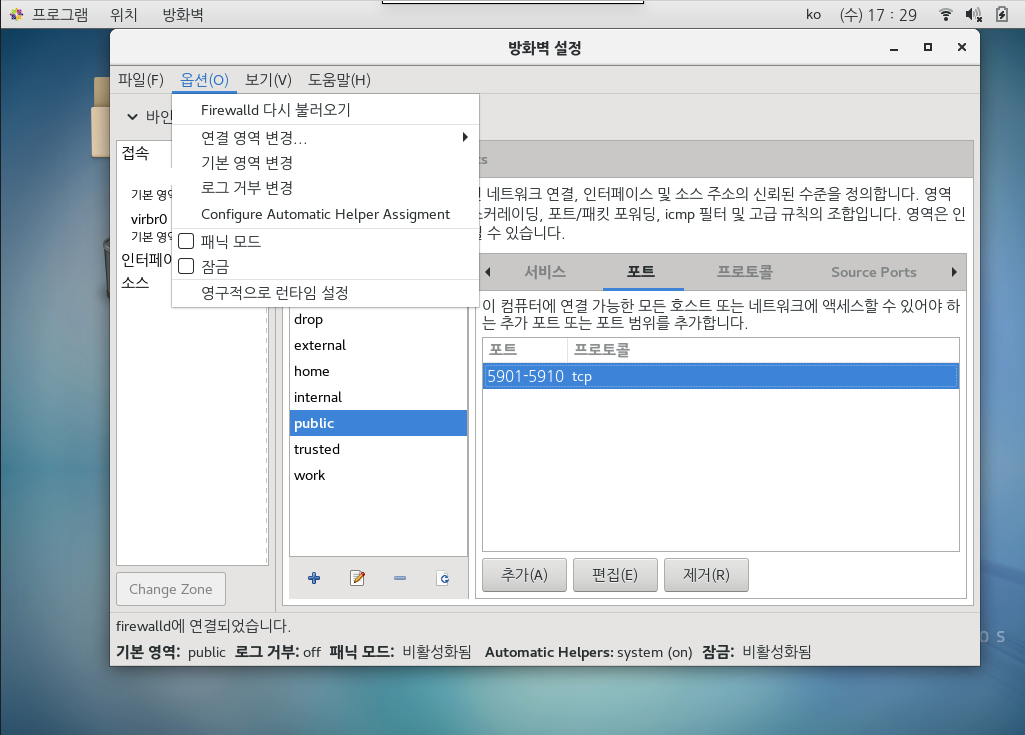 프로그램 위치 방화벽 ko (수) 17 : 29
방화벽 설정
파일(F) 옵션(O) 보기(V) 도움말(H)
Firewalld 다시 불러오기
연결 영역 변경...
기본 영역 변경
로그 거부 변경
Configure Automatic Helper Assigment
패닉 모드
잠금
영구적으로 런타임 설정
바인
접속
기본 영역
virbr0
기본 영역
인터페이
소스
drop
external
home
internal
public
trusted
work
Change Zone
네트워크 연결, 인터페이스 및 소스 주소의 신뢰된 수준을 정의합니다. 영역
스커레이딩, 포트/패킷 포워딩, icmp 필터 및 고급 규칙의 조합입니다. 영역은 인
수 있습니다.
서비스 포트 프로토콜 Source Ports
이 컴퓨터에 연결 가능한 모든 호스트 또는 네트워크에 액세스할 수 있어야 하
는 추가 포트 또는 포트 범위를 추가합니다.
포트 프로토콜
5901-5910 tcp
추가(A) 편집(E) 제거(R)
firewalld에 연결되었습니다.
기본 영역: public 로그 거부: off 패닉 모드: 비활성화됨 Automatic Helpers: system (on) 잠금: 비활성화됨
O S